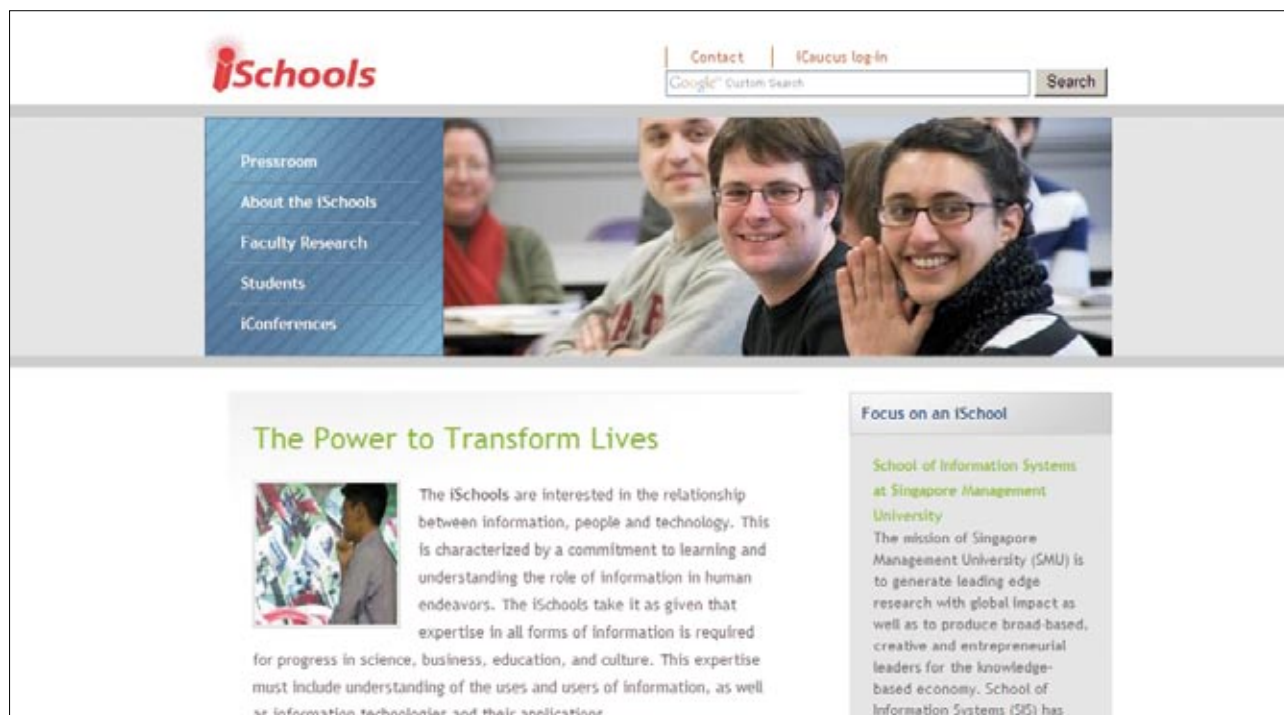 iSchools
Contact
iCaucus log-in
Google™ Custom Search
Search
Pressroom
About the iSchools
Faculty Research
Students
iConferences
The Power to Transform Lives
The iSchools are interested in the relationship
between information, people and technology. This
is characterized by a commitment to learning and
understanding the role of information in human
endeavors. The iSchools take it as given that
expertise in all forms of information is required
for progress in science, business, education, and culture. This expertise
must include understanding of the uses and users of information, as well
as information technologies and their applications.
Focus on an iSchool
School of Information Systems
at Singapore Management
University
The mission of Singapore
Management University (SMU) is
to generate leading edge
research with global impact as
well as to produce broad-based,
creative and entrepreneurial
leaders for the knowledge-
based economy. School of
Information Systems (SIS) has